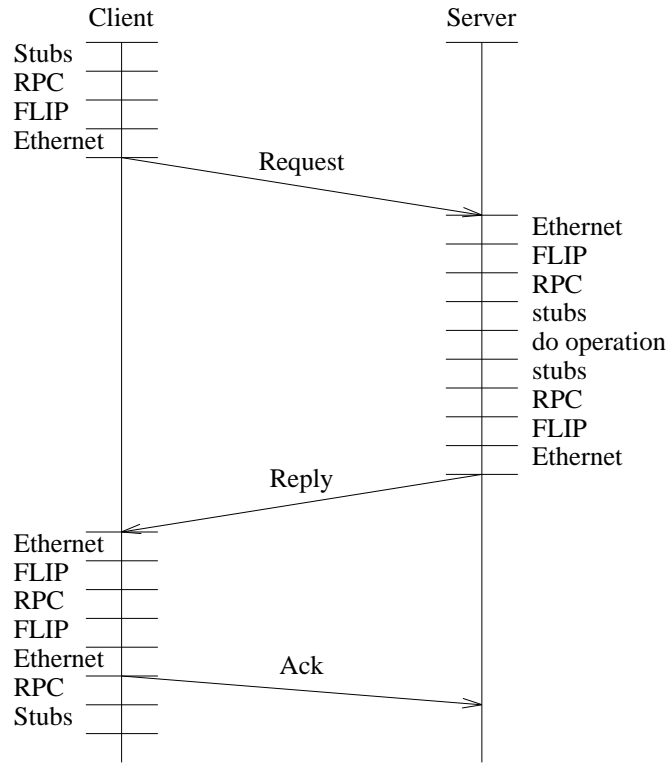 Client
Server
Stubs
RPC
FLIP
Ethernet
Request
Ethernet
FLIP
RPC
stubs
do operation
stubs
RPC
FLIP
Ethernet
Reply
Ethernet
FLIP
RPC
FLIP
Ethernet
Ack
RPC
Stubs